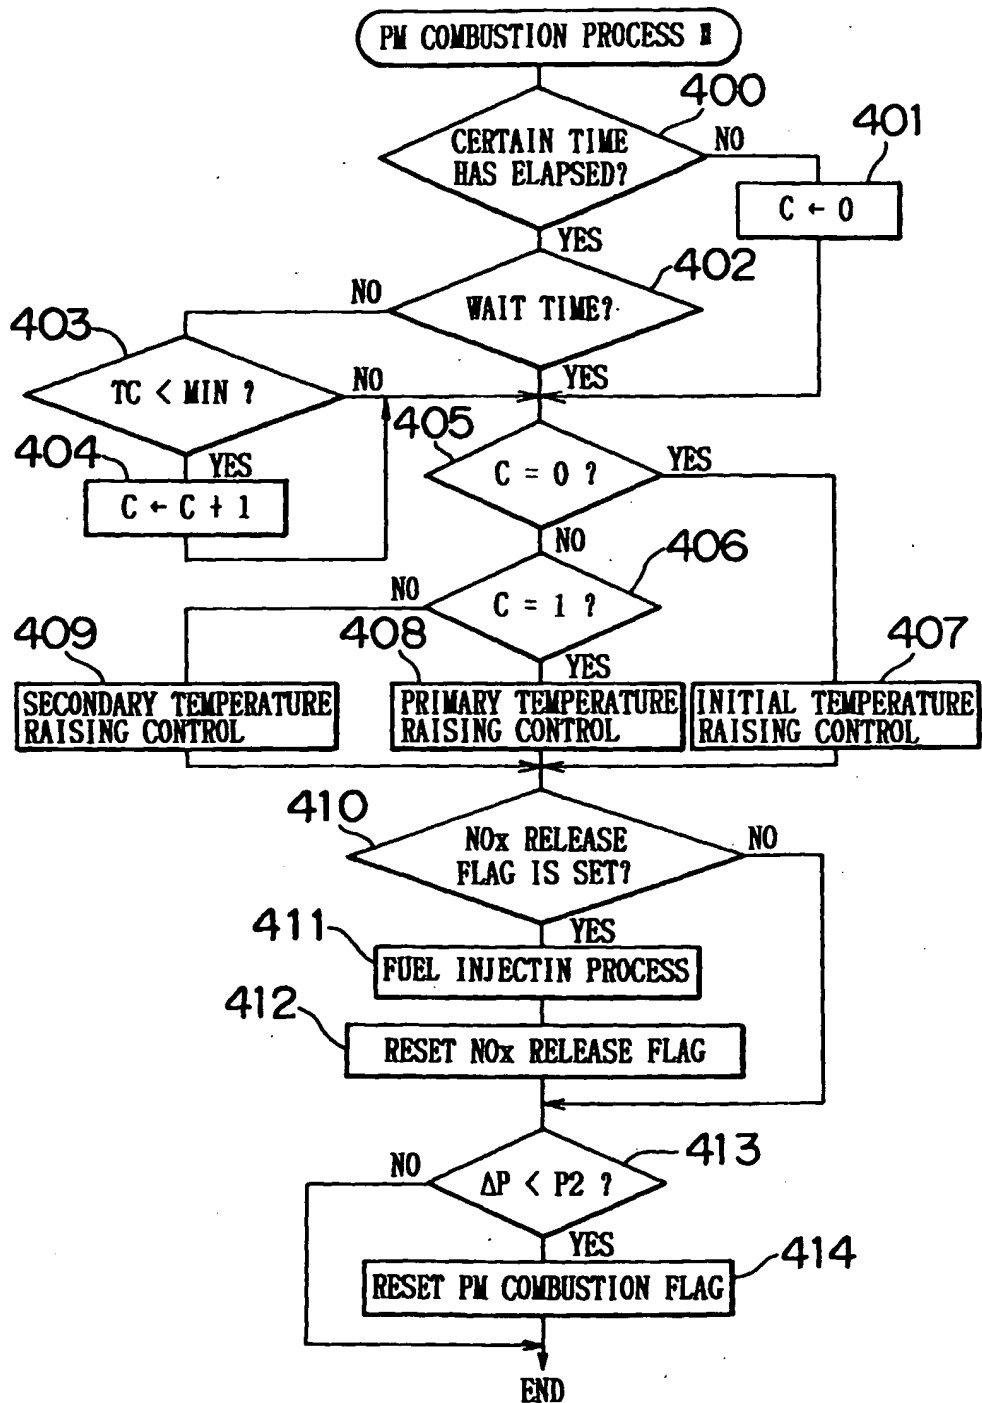 PM COMBUSTION PROCESS
400
CERTAIN TIME
HAS ELAPSED?
NO
401
C ← 0
YES
402
WAIT TIME?
NO
YES
403
TC < MIN ?
NO
404
YES
C ← C + 1
405
C = 0 ?
YES
NO
406
C = 1 ?
NO
YES
409
SECONDARY TEMPERATURE
RAISING CONTROL
408
PRIMARY TEMPERATURE
RAISING CONTROL
407
INITIAL TEMPERATURE
RAISING CONTROL
410
NOx RELEASE
FLAG IS SET?
NO
YES
411
FUEL INJECTIN PROCESS
412
RESET NOx RELEASE FLAG
413
ΔP < P2 ?
NO
YES
414
RESET PM COMBUSTION FLAG
END